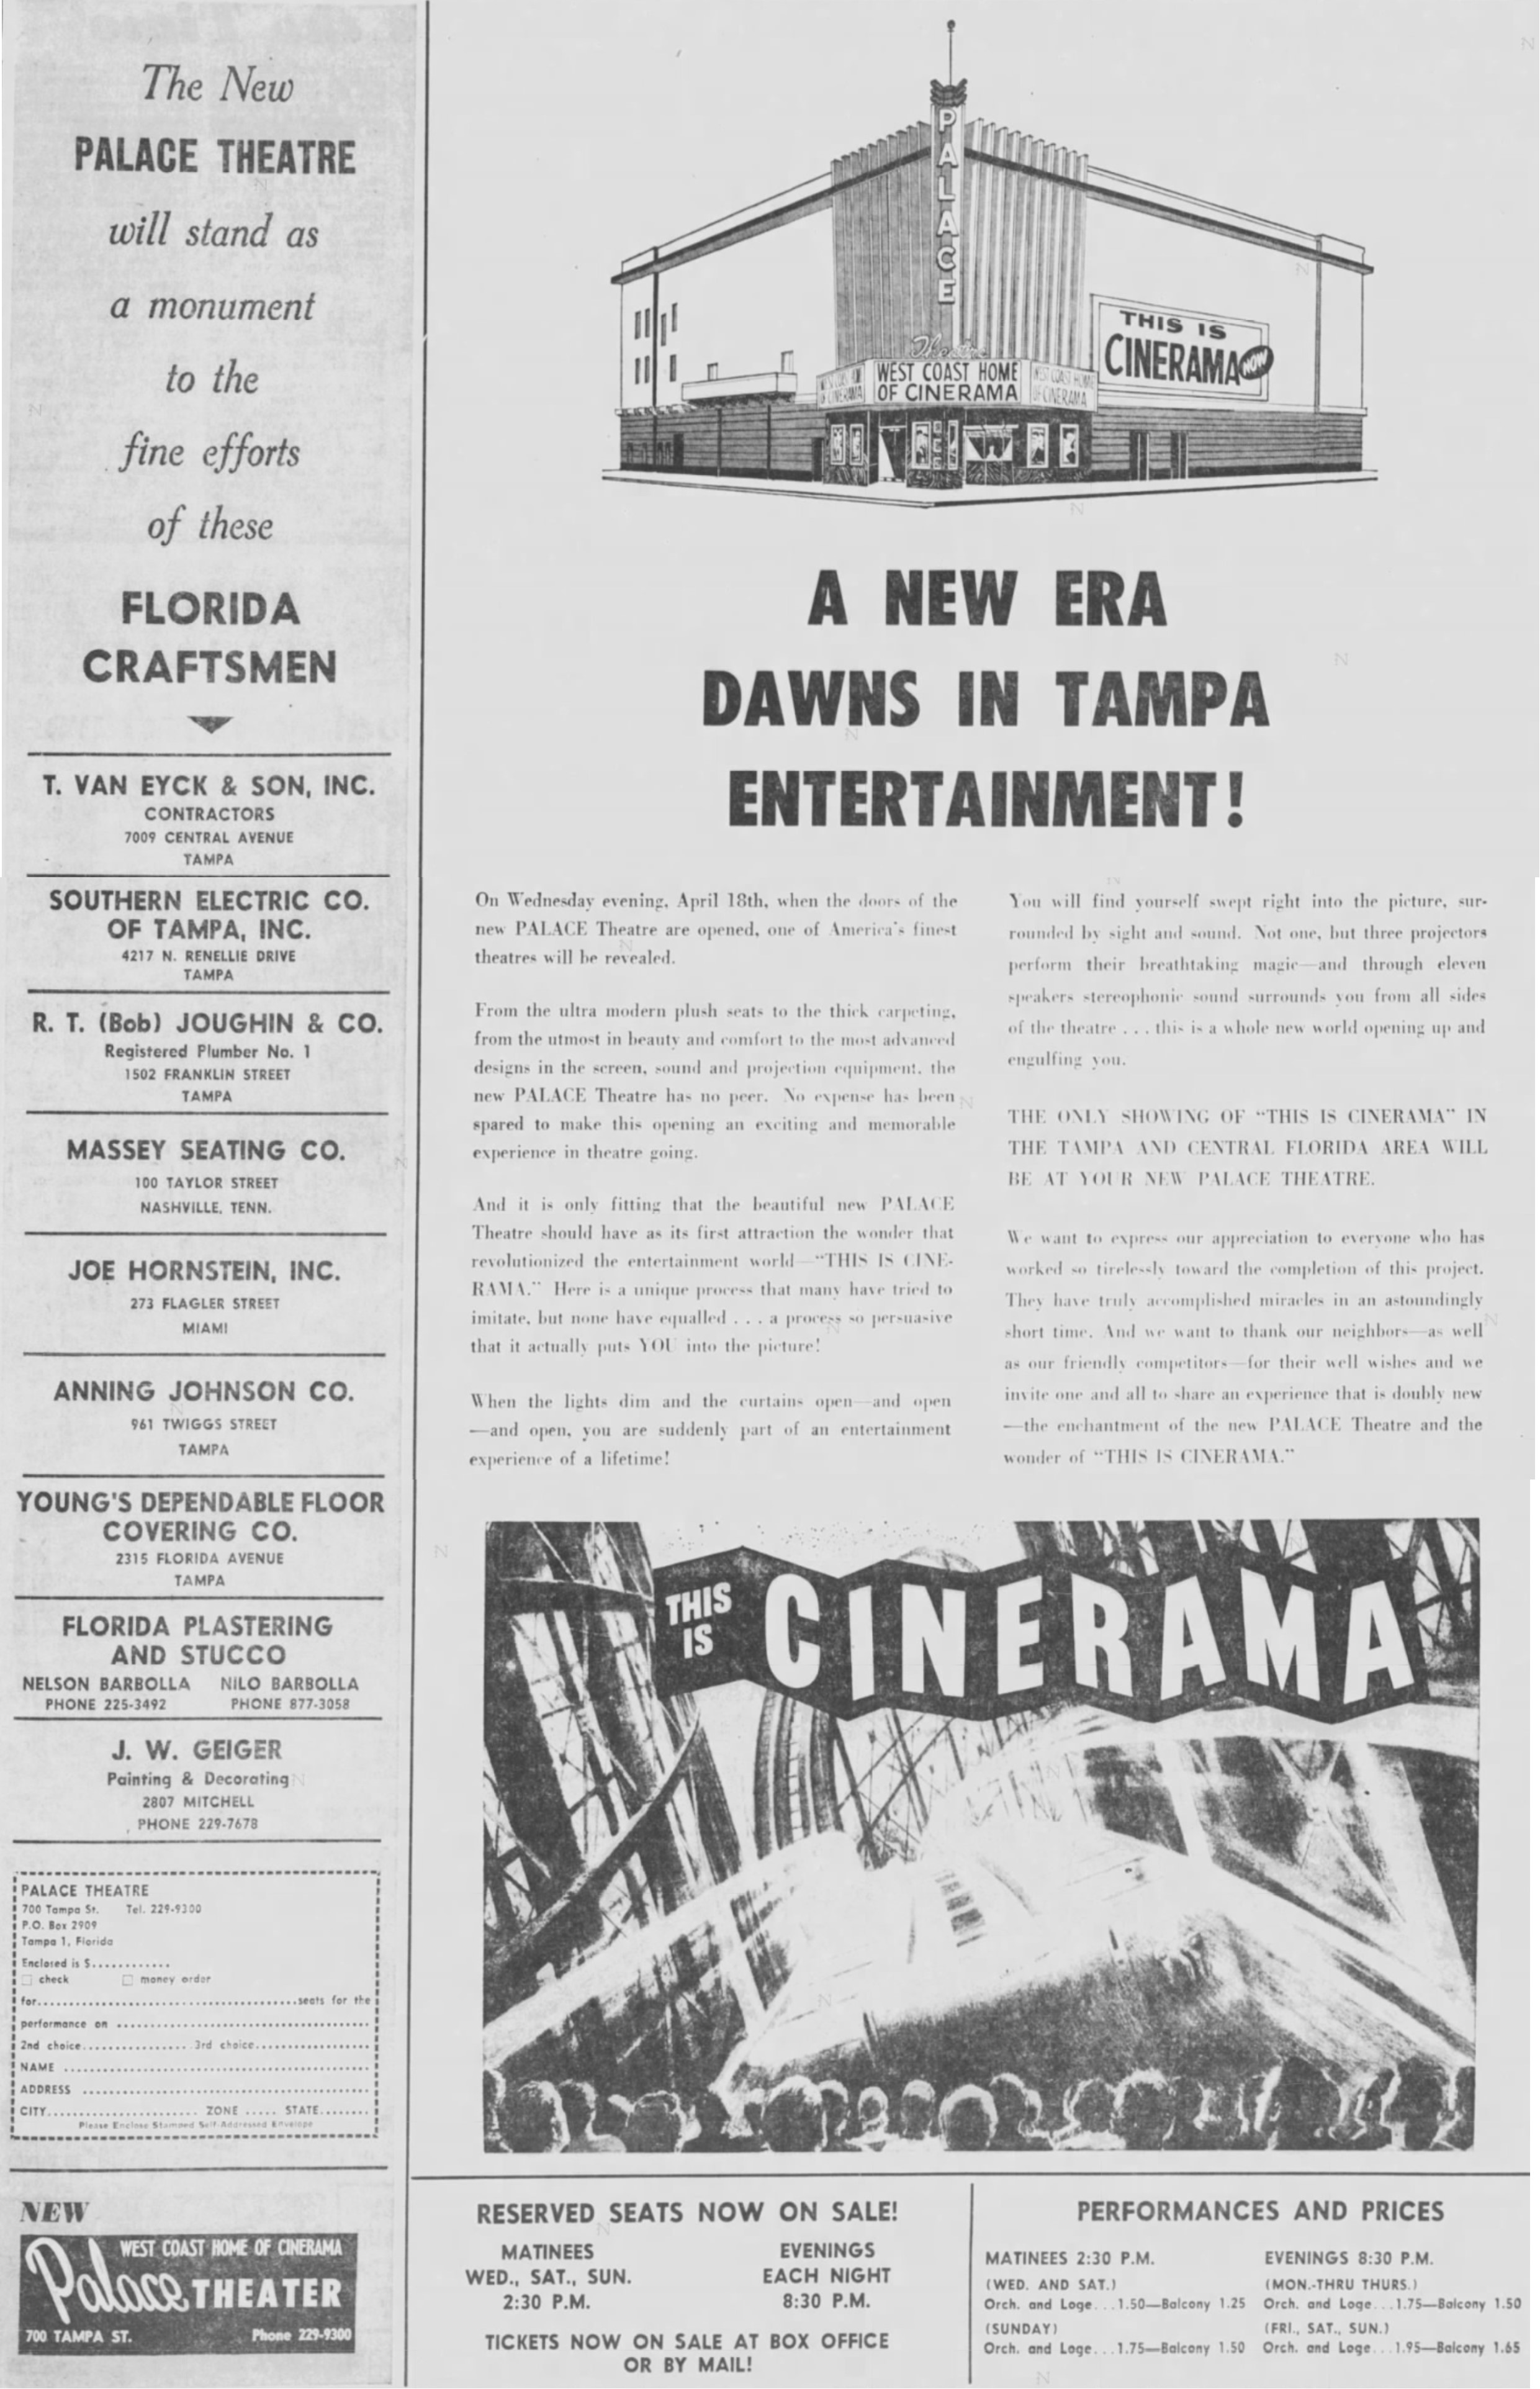 The New
PALACE THEATRE
will stand as
a monument
to the
fine efforts
of these
FLORIDA
CRAFTSMEN
T. VAN EYCK & SON, INC.
CONTRACTORS
7009 CENTRAL AVENUE
TAMPA
SOUTHERN ELECTRIC CO.
OF TAMPA, INC.
4217 N. RENELLIE DRIVE
TAMPA
R. T. (Bob) JOUGHIN & CO.
Registered Plumber No. 1
1502 FRANKLIN STREET
TAMPA
MASSEY SEATING CO.
100 TAYLOR STREET
NASHVILLE, TENN.
JOE HORNSTEIN, INC.
273 FLAGLER STREET
MIAMI
ANNING JOHNSON CO.
961 TWIGGS STREET
TAMPA
YOUNG'S DEPENDABLE FLOOR
COVERING CO.
2315 FLORIDA AVENUE
TAMPA
FLORIDA PLASTERING
AND STUCCO
NELSON BARBOLLA NILO BARBOLLA
PHONE 225-3492 PHONE 877-3058
J. W. GEIGER
Painting & Decorating
2807 MITCHELL
PHONE 229-7678
PALACE THEATRE
700 Tampa St. Tel. 229-9300
P.O. Box 2909
Tampa 1, Florida
Enclosed is $............
check money order
for..........seats for the
performance on ..........
2nd choice.......... 3rd choice..........
NAME ..........
ADDRESS ..........
CITY.......... ZONE ..... STATE........
Please Enclose Stamped Self-Addressed Envelope
NEW
WEST COAST HOME OF CINERAMA
Palace THEATER
700 TAMPA ST. Phone 229-9300
PALACE
Theatre
WEST COAST HOME
OF CINERAMA
WEST COAST HOME
OF CINERAMA
WEST COAST HOME
OF CINERAMA
THIS IS
CINERAMA
NOW
A NEW ERA
DAWNS IN TAMPA
ENTERTAINMENT!
On Wednesday evening, April 18th, when the doors of the
new PALACE Theatre are opened, one of America's finest
theatres will be revealed.
From the ultra modern plush seats to the thick carpeting,
from the utmost in beauty and comfort to the most advanced
designs in the screen, sound and projection equipment, the
new PALACE Theatre has no peer. No expense has been
spared to make this opening an exciting and memorable
experience in theatre going.
And it is only fitting that the beautiful new PALACE
Theatre should have as its first attraction the wonder that
revolutionized the entertainment world—"THIS IS CINE-
RAMA." Here is a unique process that many have tried to
imitate, but none have equalled . . . a process so persuasive
that it actually puts YOU into the picture!
When the lights dim and the curtains open—and open
—and open, you are suddenly part of an entertainment
experience of a lifetime!
You will find yourself swept right into the picture, sur-
rounded by sight and sound. Not one, but three projectors
perform their breathtaking magic—and through eleven
speakers stereophonic sound surrounds you from all sides
of the theatre . . . this is a whole new world opening up and
engulfing you.
THE ONLY SHOWING OF "THIS IS CINERAMA" IN
THE TAMPA AND CENTRAL FLORIDA AREA WILL
BE AT YOUR NEW PALACE THEATRE.
We want to express our appreciation to everyone who has
worked so tirelessly toward the completion of this project.
They have truly accomplished miracles in an astoundingly
short time. And we want to thank our neighbors—as well
as our friendly competitors—for their well wishes and we
invite one and all to share an experience that is doubly new
—the enchantment of the new PALACE Theatre and the
wonder of "THIS IS CINERAMA."
THIS IS CINERAMA
RESERVED SEATS NOW ON SALE!
MATINEES
WED., SAT., SUN.
2:30 P.M.
EVENINGS
EACH NIGHT
8:30 P.M.
TICKETS NOW ON SALE AT BOX OFFICE
OR BY MAIL!
PERFORMANCES AND PRICES
MATINEES 2:30 P.M.
(WED. AND SAT.)
Orch. and Loge...1.50—Balcony 1.25
(SUNDAY)
Orch. and Loge...1.75—Balcony 1.50
EVENINGS 8:30 P.M.
(MON.-THRU THURS.)
Orch. and Loge...1.75—Balcony 1.50
(FRI., SAT., SUN.)
Orch. and Loge...1.95—Balcony 1.65